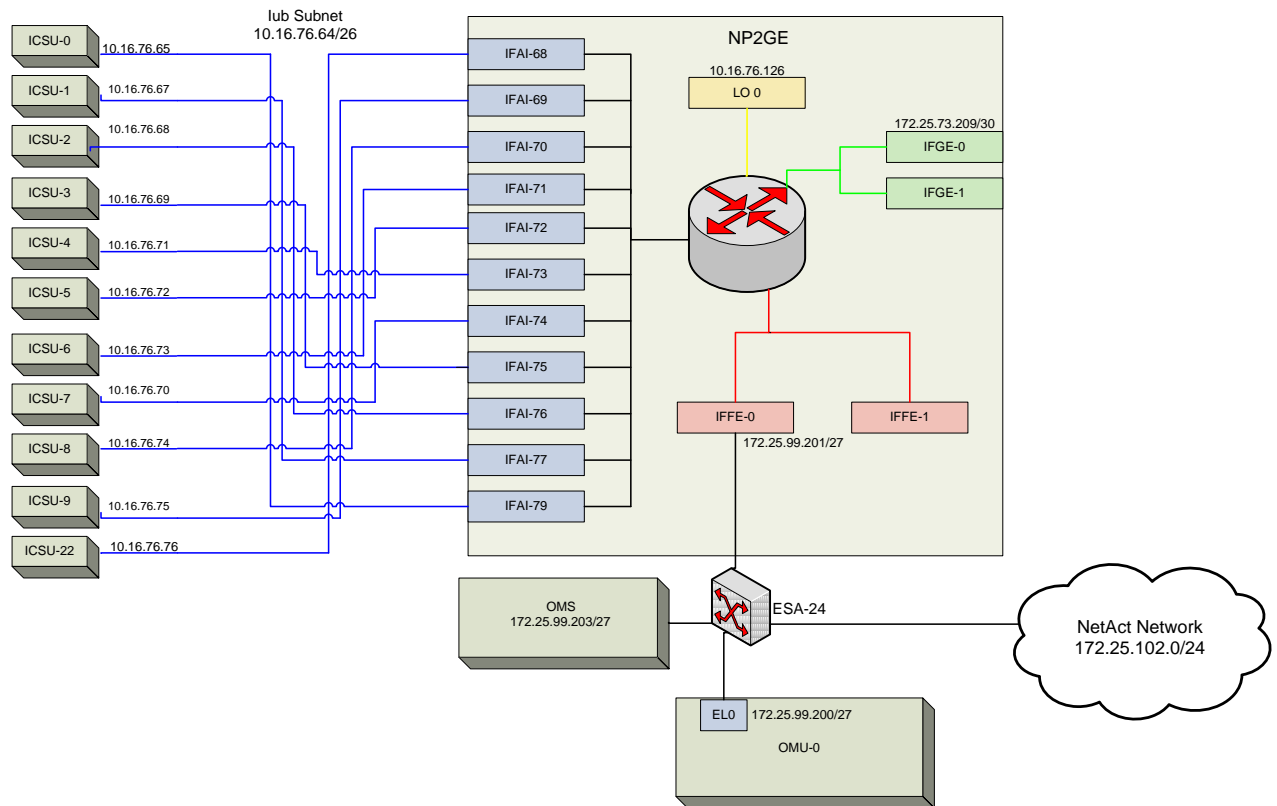 Iub Subnet
10.16.76.64/26
ICSU-0
10.16.76.65
ICSU-1
10.16.76.67
ICSU-2
10.16.76.68
ICSU-3
10.16.76.69
ICSU-4
10.16.76.71
ICSU-5
10.16.76.72
ICSU-6
10.16.76.73
ICSU-7
10.16.76.70
ICSU-8
10.16.76.74
ICSU-9
10.16.76.75
ICSU-22
10.16.76.76
IFAI-68
IFAI-69
IFAI-70
IFAI-71
IFAI-72
IFAI-73
IFAI-74
IFAI-75
IFAI-76
IFAI-77
IFAI-79
NP2GE
10.16.76.126
LO 0
172.25.73.209/30
IFGE-0
IFGE-1
IFFE-0
IFFE-1
172.25.99.201/27
OMS
172.25.99.203/27
ESA-24
NetAct Network
172.25.102.0/24
EL0
172.25.99.200/27
OMU-0